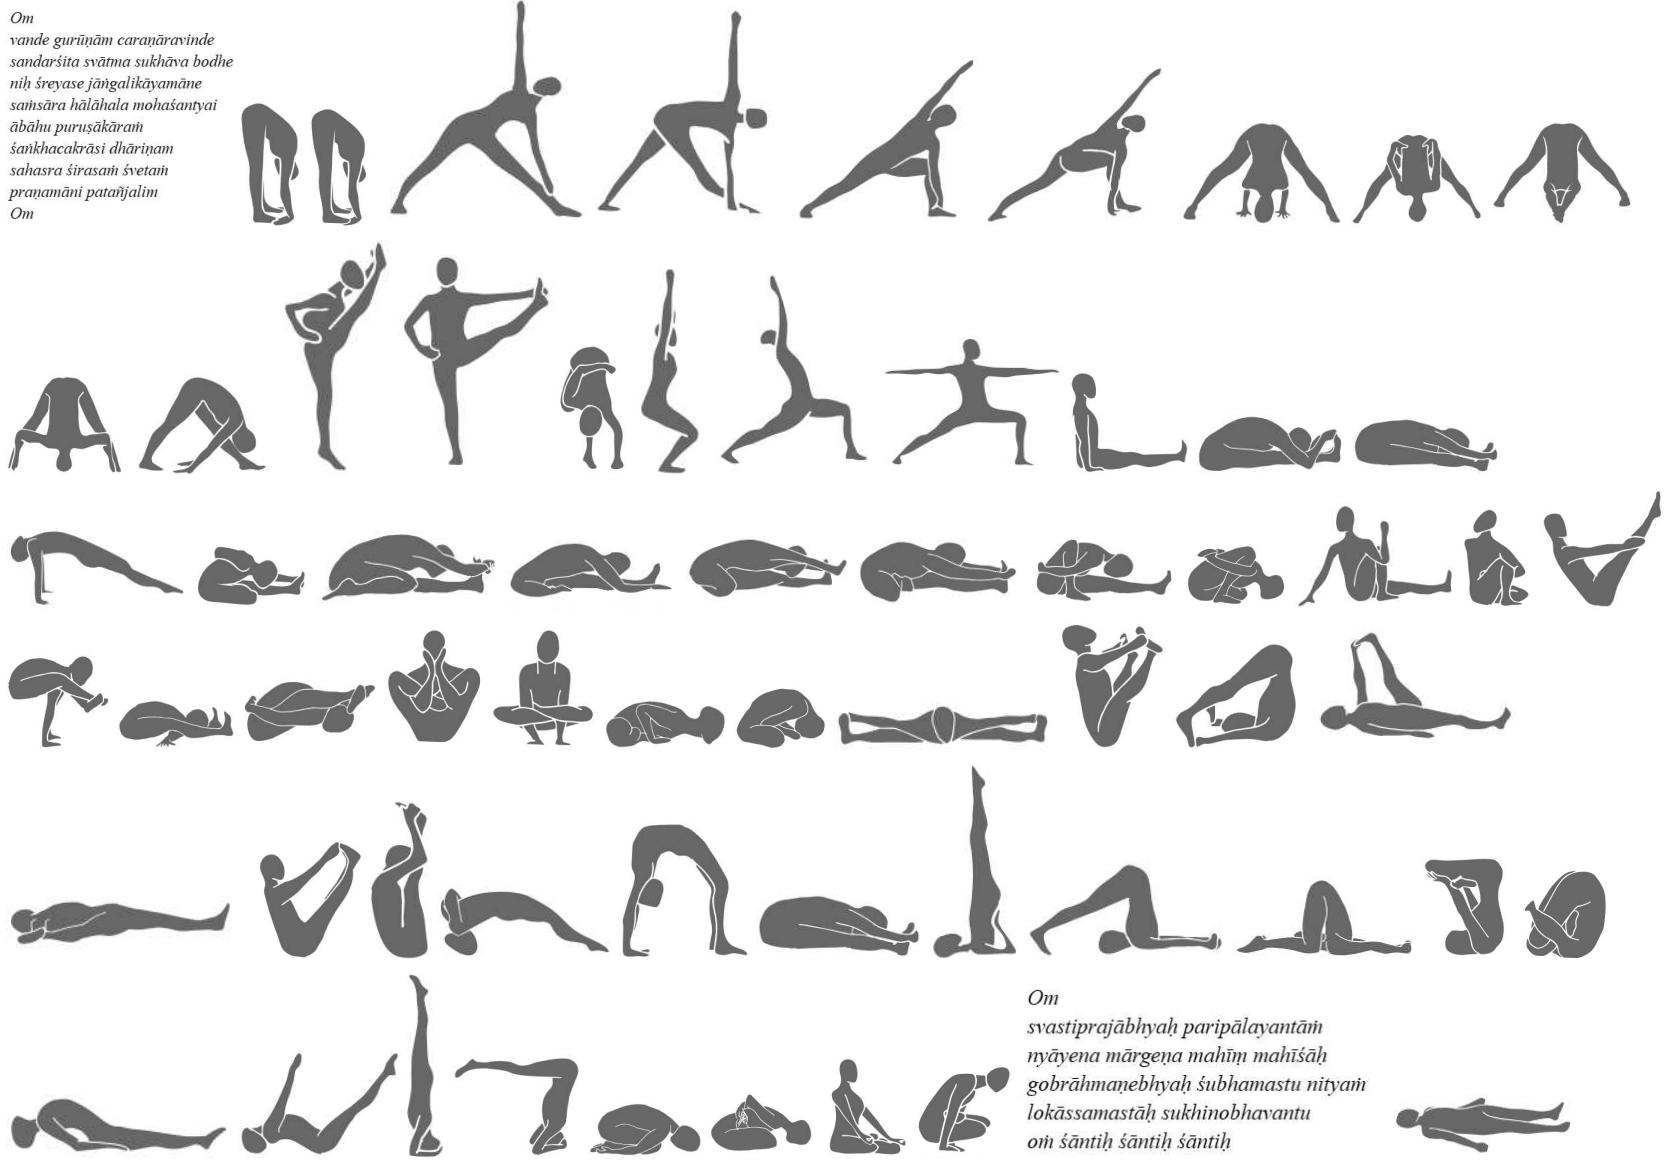 Om
vande gurūṇām caraṇāravinde
sandarśita svātma sukhāva bodhe
niḥ śreyase jāṅgalikāyamāne
saṁsāra hālāhala mohaśantyai
ābāhu puruṣākāraṁ
śaṅkhacakrāsi dhāriṇam
sahasra śirasaṁ śvetaṁ
praṇamāni patañjalim
Om
Om
svastiprajābhyaḥ paripālayantāṁ
nyāyena mārgeṇa mahīṃ mahīśāḥ
gobrāhmaṇebhyaḥ śubhamastu nityaṁ
lokāssamastāḥ sukhinobhavantu
oṁ śāntiḥ śāntiḥ śāntiḥ